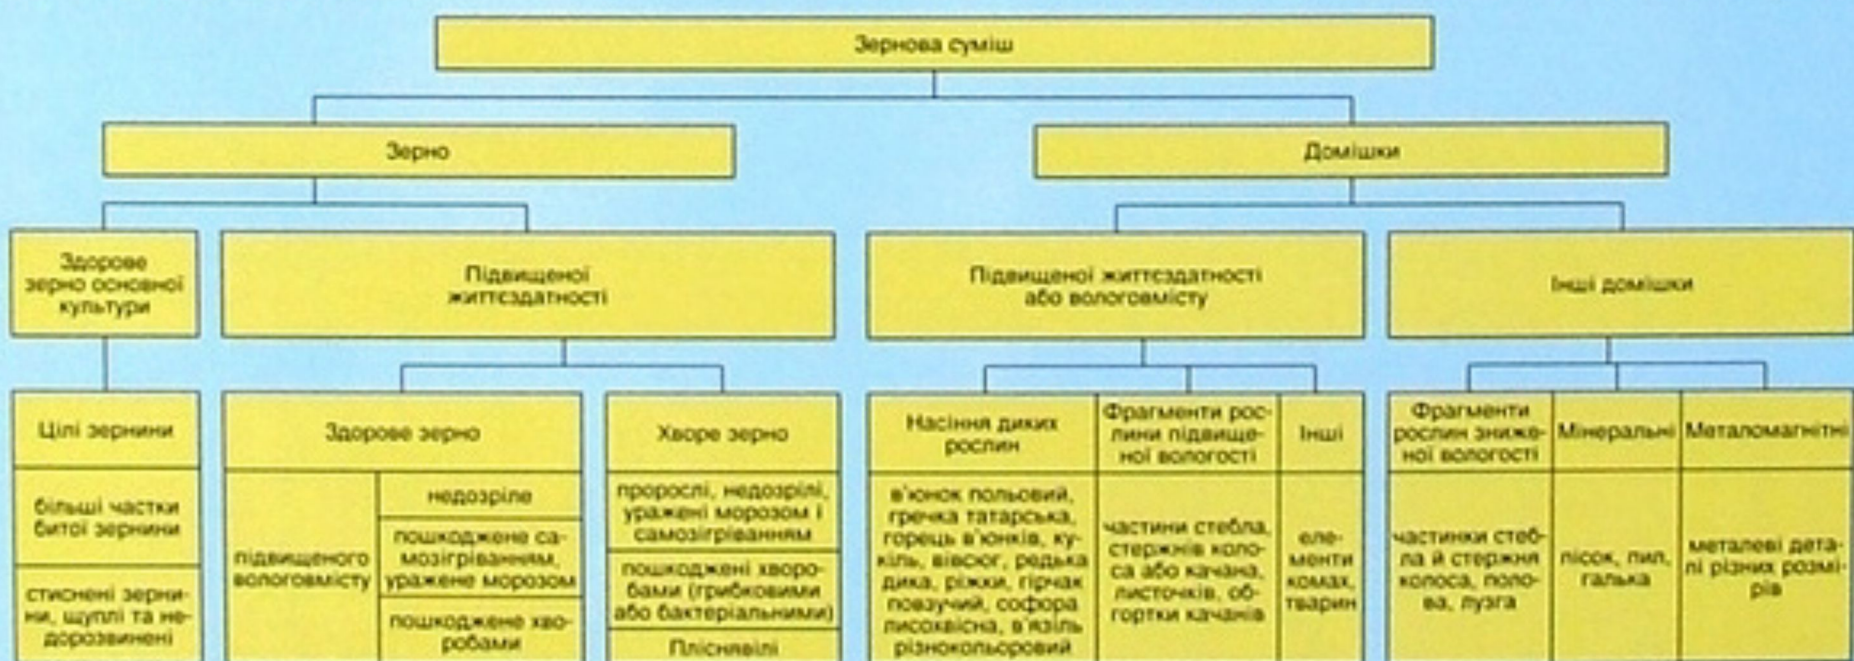 Зернова суміш
Зерно
Домішки
Здорове
зерно основної
культури
Підвищеної
життєздатності
Підвищеної життєздатності
або вологовмісту
Інші домішки
Цілі зернини
більші частки
битої зернини
стиснені зерни-
ни, щуплі та не-
дорозвинені
Здорове зерно
підвищеного
вологовмісту
недозріле
пошкоджене са-
мозігріванням,
уражене морозом
пошкоджене хво-
робами
Хворе зерно
пророслі, недозрілі,
уражені морозом і
самозігріванням
пошкоджені хворо-
бами (грибковими
або бактеріальними)
Пліснявілі
Насіння диких
рослин
в'юнок польовий,
гречка татарська,
горець в'юнків, ку-
кіль, вівсюг, редька
дика, ріжки, гірчак
повзучий, софора
лисохвісна, в'язіль
різнокольоровий
Фрагменти рос-
лини підвище-
ної вологості
частини стебла,
стержнів коло-
са або качана,
листочків, об-
гортки качанів
Інші
еле-
менти
комах,
тварин
Фрагменти
рослин зниже-
ної вологості
частинки стеб-
ла й стержня
колоса, поло-
ва, лузга
Мінеральні
пісок, пил,
галька
Металомагнітні
металеві дета-
лі різних розмі-
рів